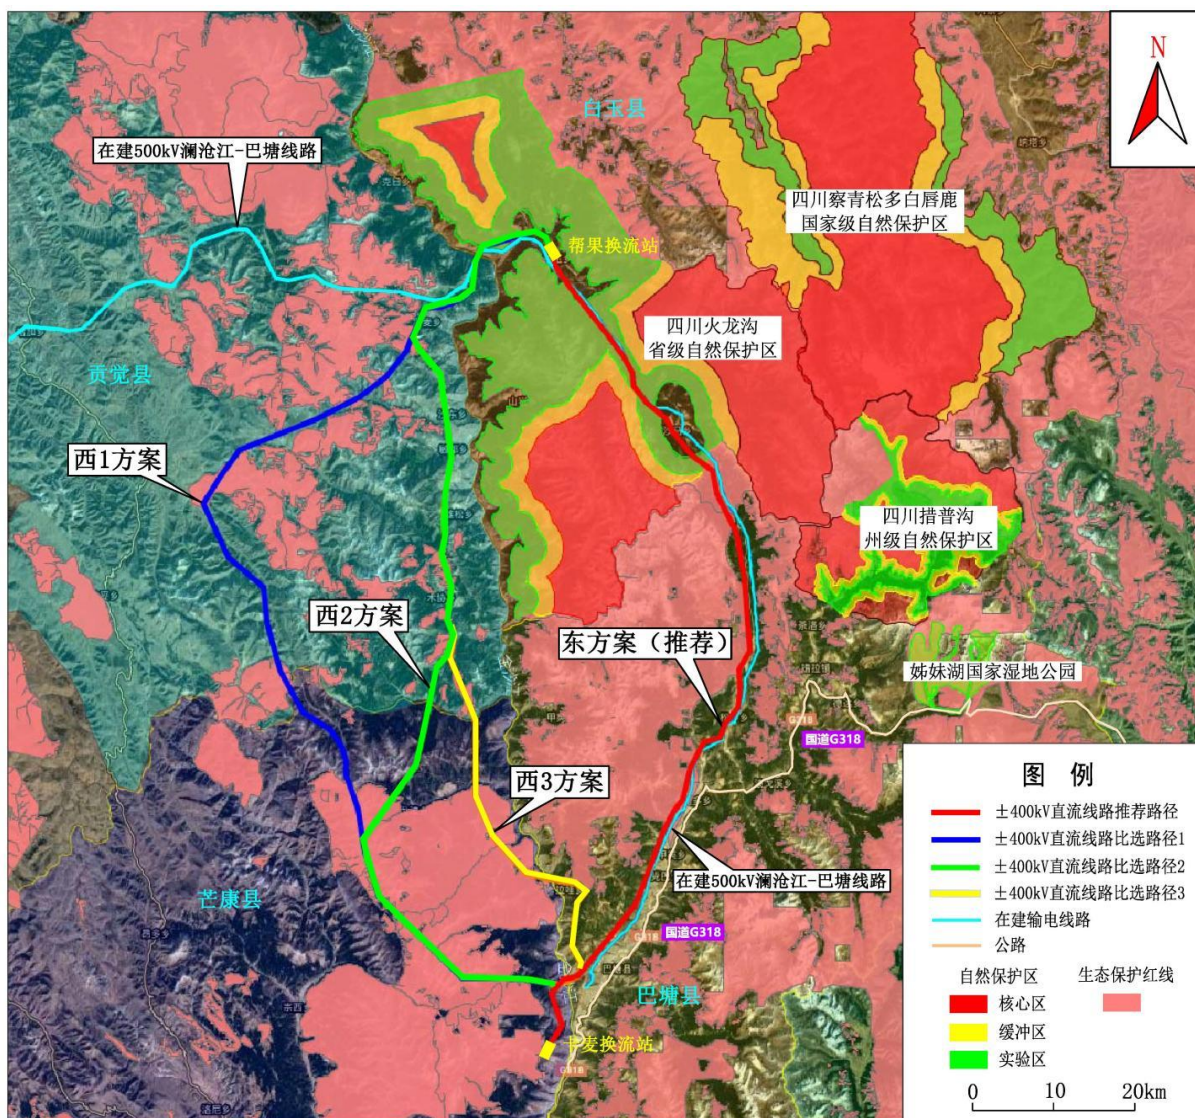 N
白玉县
在建500kV澜沧江-巴塘线路
四川察青松多白唇鹿
国家级自然保护区
帮果换流站
四川火龙沟
省级自然保护区
贡觉县
西1方案
四川措普沟
州级自然保护区
西2方案
东方案（推荐）
姊妹湖国家湿地公园
G318
国道G318
西3方案
在建500kV澜沧江-巴塘线路
芒康县
G318
国道G318
巴塘县
卡麦换流站
G318
图 例
±400kV直流线路推荐路径
±400kV直流线路比选路径1
±400kV直流线路比选路径2
±400kV直流线路比选路径3
在建输电线路
公路
自然保护区
生态保护红线
核心区
缓冲区
实验区
0 10 20km